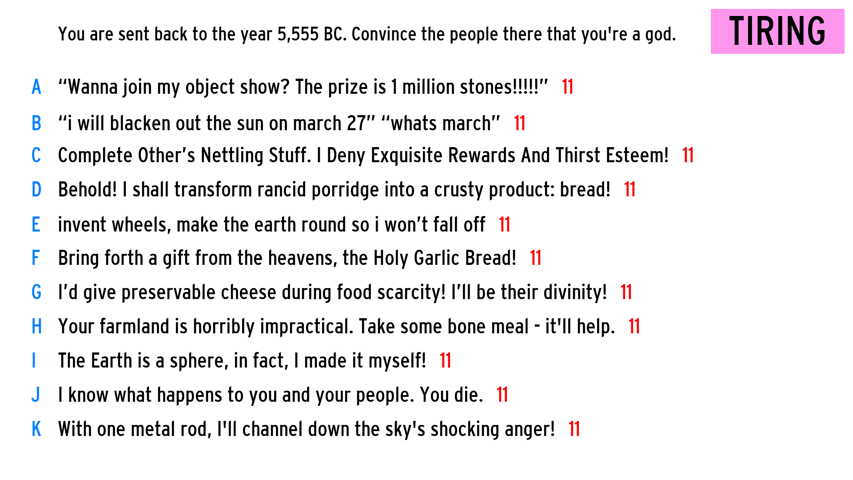 You are sent back to the year 5,555 BC. Convince the people there that you're a god.
TIRING
A “Wanna join my object show? The prize is 1 million stones!!!!!” 11
B “i will blacken out the sun on march 27” “whats march” 11
C Complete Other’s Nettling Stuff. I Deny Exquisite Rewards And Thirst Esteem! 11
D Behold! I shall transform rancid porridge into a crusty product: bread! 11
E invent wheels, make the earth round so i won’t fall off 11
F Bring forth a gift from the heavens, the Holy Garlic Bread! 11
G I’d give preservable cheese during food scarcity! I’ll be their divinity! 11
H Your farmland is horribly impractical. Take some bone meal - it'll help. 11
I The Earth is a sphere, in fact, I made it myself! 11
J I know what happens to you and your people. You die. 11
K With one metal rod, I'll channel down the sky's shocking anger! 11